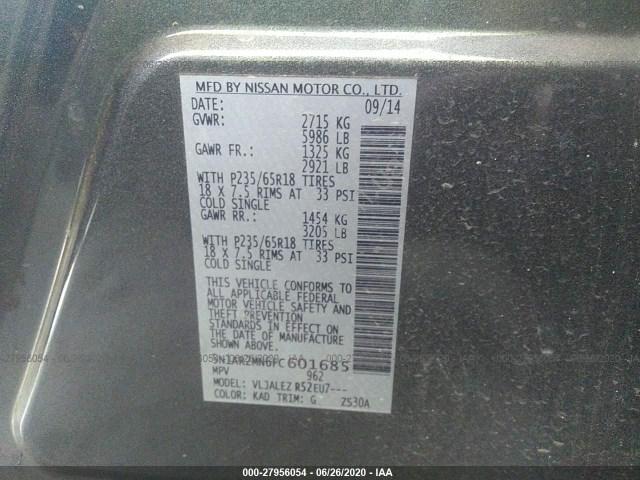 MFD BY NISSAN MOTOR CO., LTD.
DATE: 09/14
GVWR: 2715 KG
5986 LB
GAWR FR.: 1325 KG
2921 LB
WITH P235/65R18 TIRES
18 X 7.5 RIMS AT 33 PSI
COLD SINGLE
GAWR RR.: 1454 KG
3205 LB
WITH P235/65R18 TIRES
18 X 7.5 RIMS AT 33 PSI
COLD SINGLE
THIS VEHICLE CONFORMS TO
ALL APPLICABLE FEDERAL
MOTOR VEHICLE SAFETY AND
THEFT PREVENTION
STANDARDS IN EFFECT ON
THE DATE OF MANUFACTURE
SHOWN ABOVE.
5N1AR2MN6FC601685
MPV 962
MODEL: VLJALEZ R52EU7---
COLOR: KAD TRIM: G ZS30A
000-27956054 | 06/26/2020 - IAA